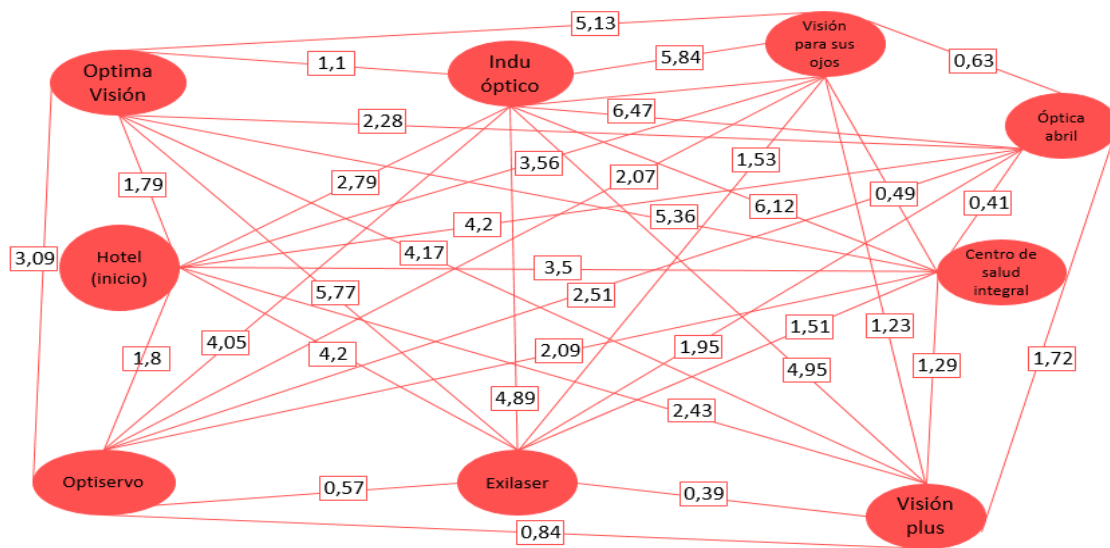 5,13
Visión
para sus
ojos
Optima
Visión
1,1
Indu
óptico
5,84
0,63
6,47
Óptica
abril
2,28
3,56
1,53
1,79
2,79
2,07
0,49
6,12
0,41
5,36
4,2
Hotel
(inicio)
3,09
4,17
3,5
Centro de
salud
integral
5,77
2,51
1,8
4,05
4,2
2,09
1,95
1,51
1,23
4,95
1,29
1,72
4,89
2,43
Optiservo
0,57
Exilaser
0,39
Visión
plus
0,84